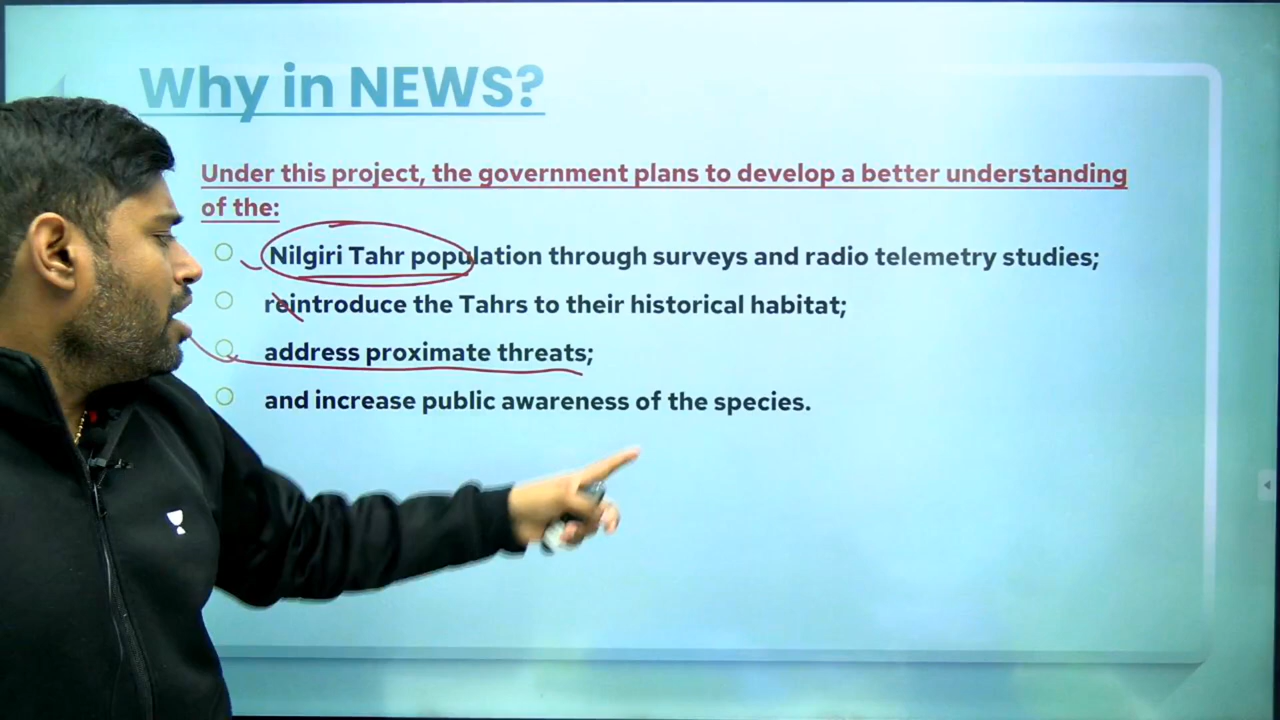 Why in NEWS?
Under this project, the government plans to develop a better understanding
of the:
Nilgiri Tahr population through surveys and radio telemetry studies;
reintroduce the Tahrs to their historical habitat;
address proximate threats;
and increase public awareness of the species.